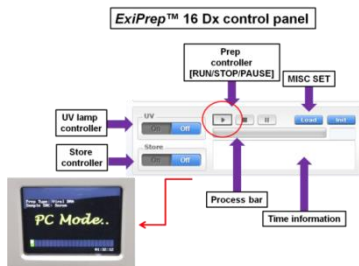 ExiPrep™ 16 Dx control panel
Prep
controller
[RUN/STOP/PAUSE]
MISC SET
UV lamp
controller
UV
On Off
Load Init
Store
controller
Store
On Off
Process bar
Time information
PC Mode..